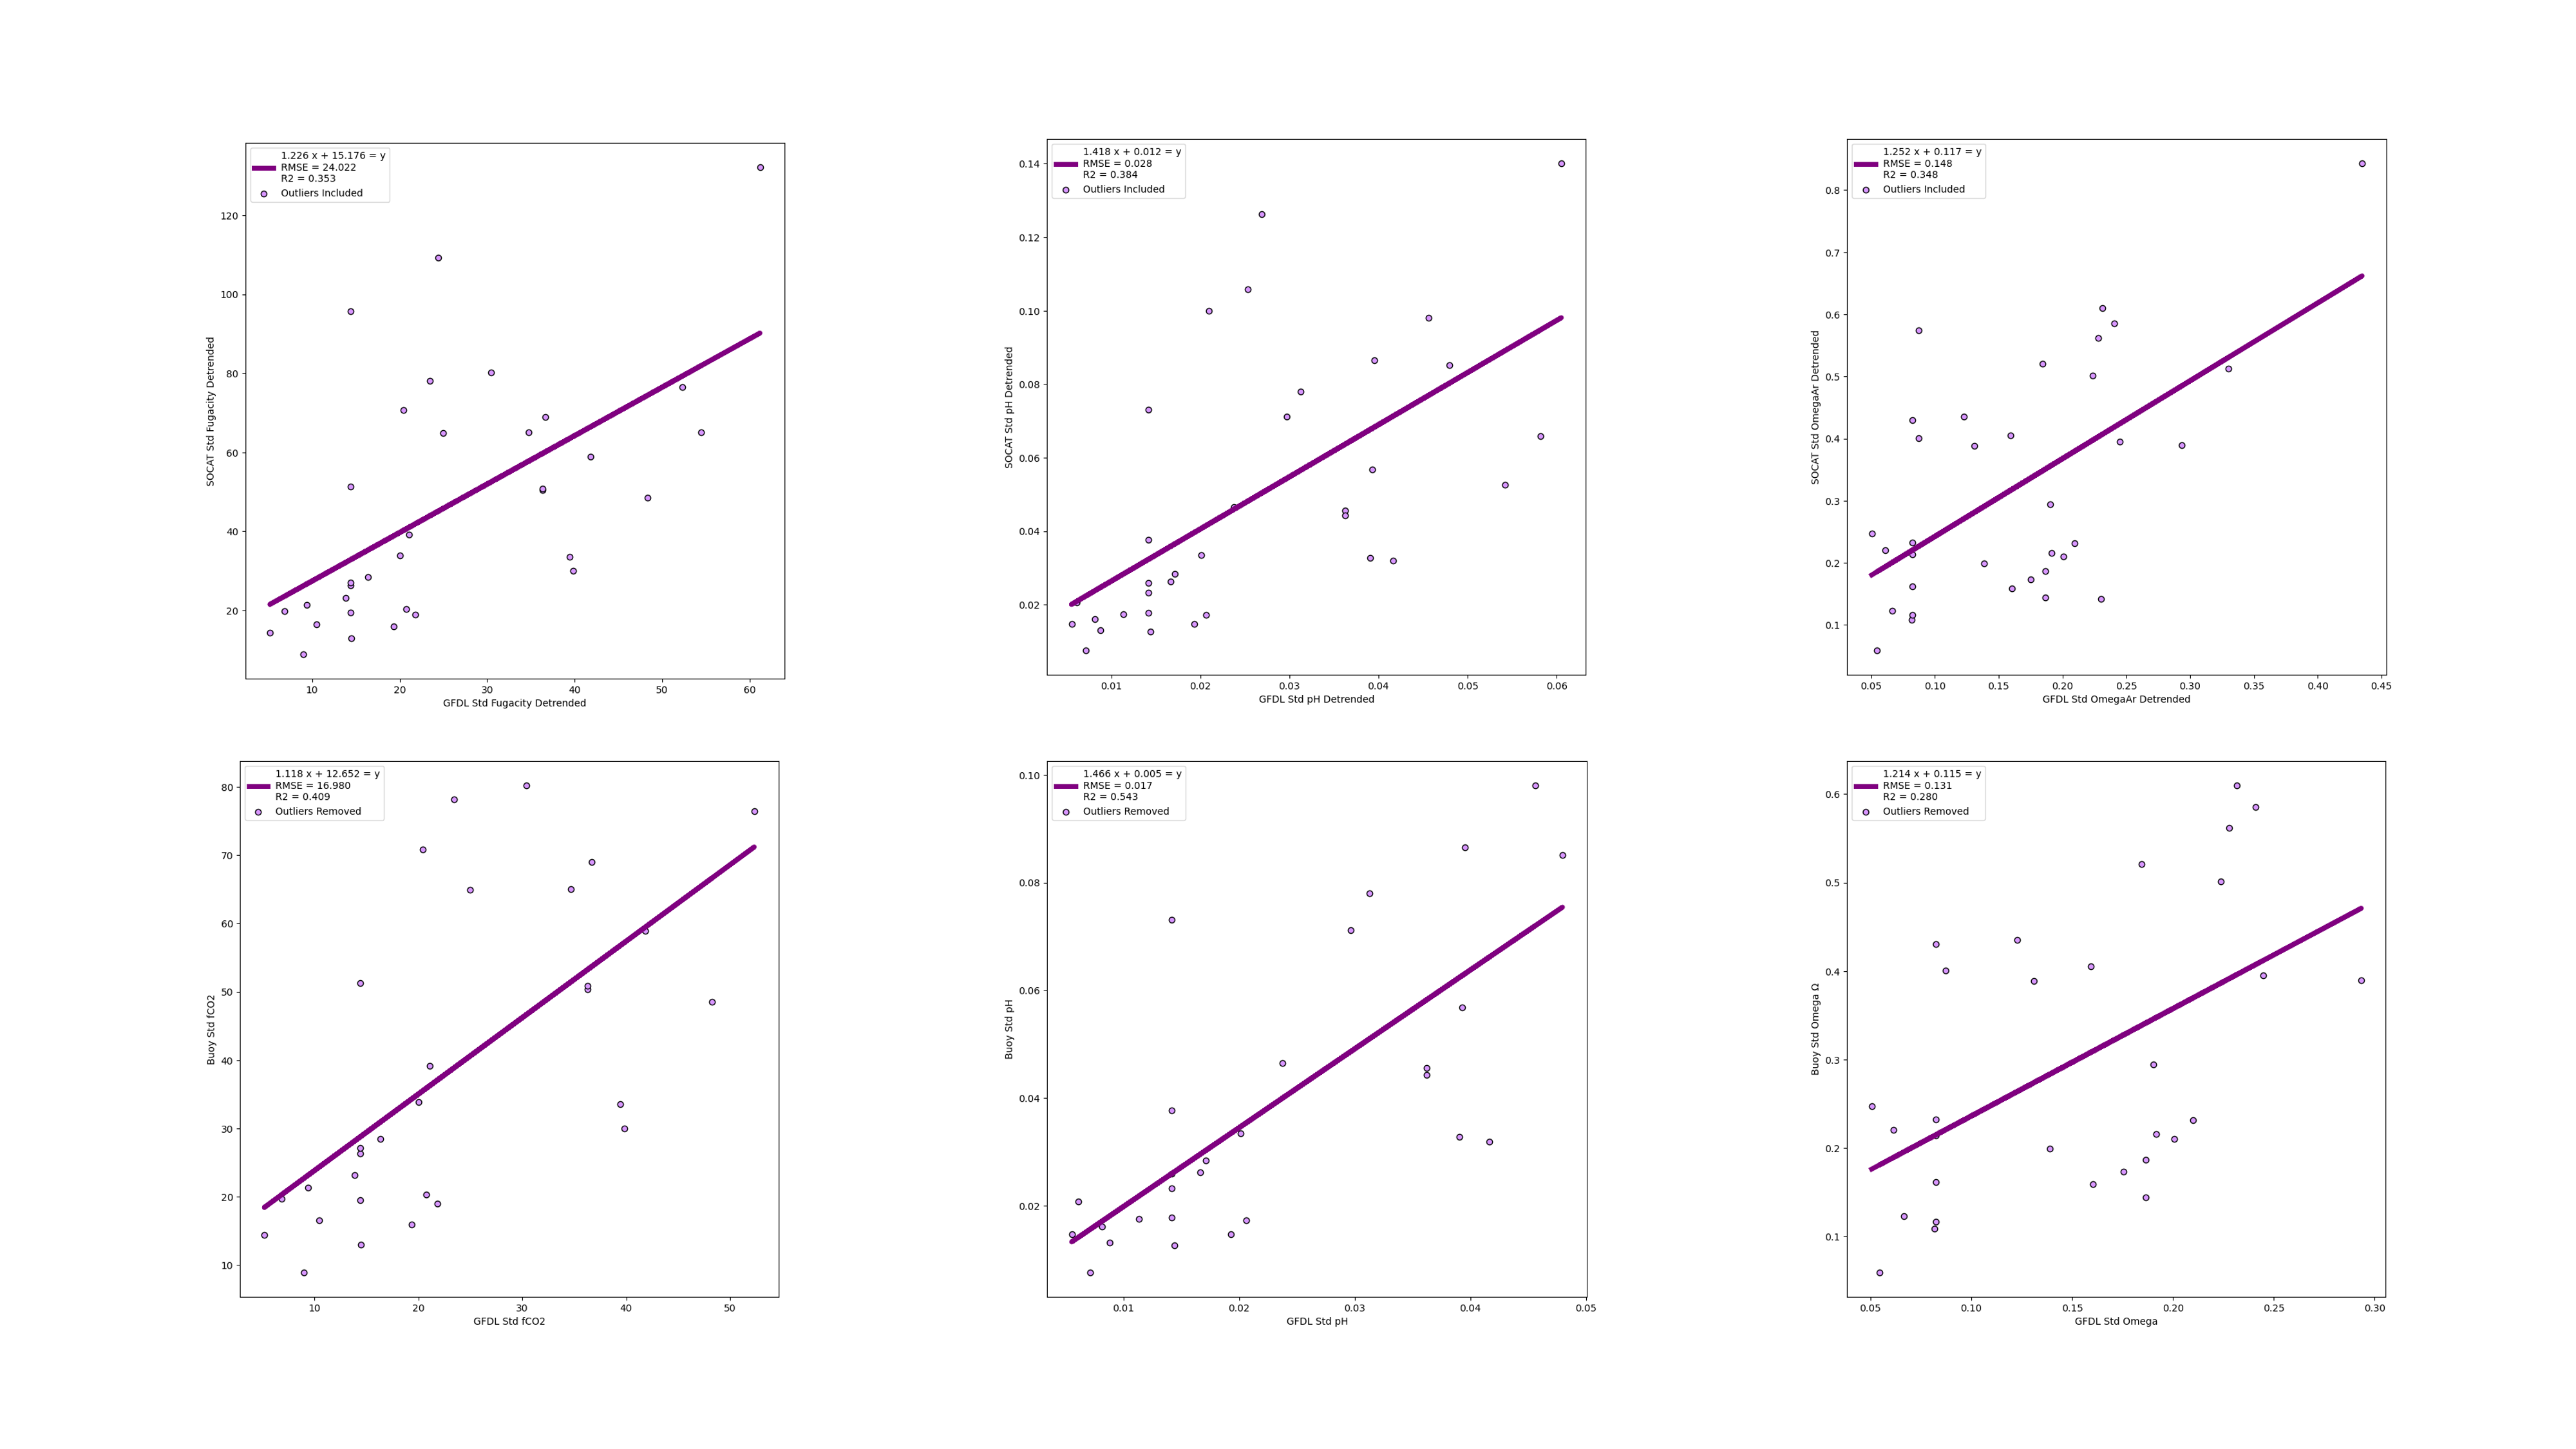 1.226 x + 15.176 = y
RMSE = 24.022
R2 = 0.353
Outliers Included
SOCAT Std Fugacity Detrended
120
100
80
60
40
20
10 20 30 40 50 60
GFDL Std Fugacity Detrended
1.418 x + 0.012 = y
RMSE = 0.028
R2 = 0.384
Outliers Included
SOCAT Std pH Detrended
0.14
0.12
0.10
0.08
0.06
0.04
0.02
0.01 0.02 0.03 0.04 0.05 0.06
GFDL Std pH Detrended
1.252 x + 0.117 = y
RMSE = 0.148
R2 = 0.348
Outliers Included
SOCAT Std OmegaAr Detrended
0.8
0.7
0.6
0.5
0.4
0.3
0.2
0.1
0.05 0.10 0.15 0.20 0.25 0.30 0.35 0.40 0.45
GFDL Std OmegaAr Detrended
1.118 x + 12.652 = y
RMSE = 16.980
R2 = 0.409
Outliers Removed
Buoy Std fCO2
80
70
60
50
40
30
20
10
10 20 30 40 50
GFDL Std fCO2
1.466 x + 0.005 = y
RMSE = 0.017
R2 = 0.543
Outliers Removed
Buoy Std pH
0.10
0.08
0.06
0.04
0.02
0.01 0.02 0.03 0.04 0.05
GFDL Std pH
1.214 x + 0.115 = y
RMSE = 0.131
R2 = 0.280
Outliers Removed
Buoy Std Omega Ω
0.6
0.5
0.4
0.3
0.2
0.1
0.05 0.10 0.15 0.20 0.25 0.30
GFDL Std Omega